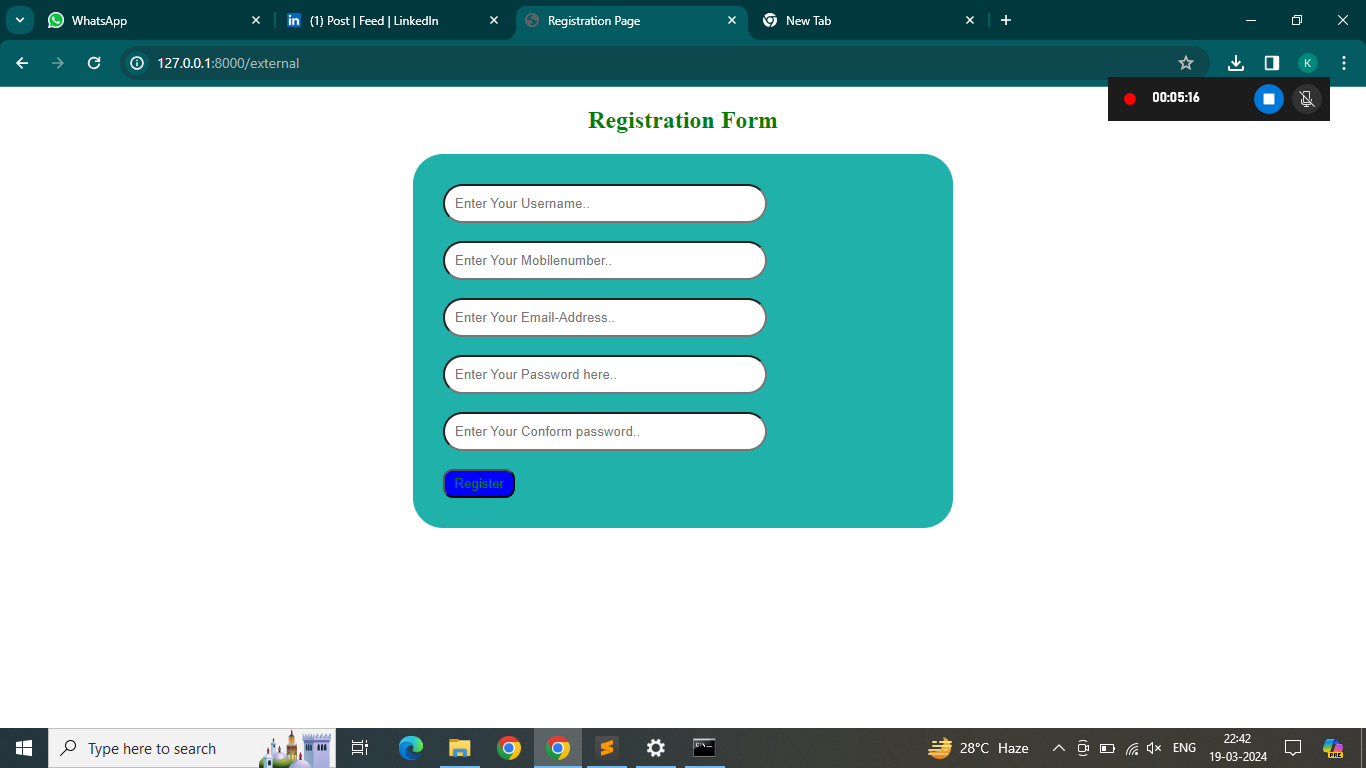 WhatsApp
(1) Post | Feed | LinkedIn
Registration Page
New Tab
127.0.0.1:8000/external
K
00:05:16
Registration Form
Enter Your Username..
Enter Your Mobilenumber..
Enter Your Email-Address..
Enter Your Password here..
Enter Your Conform password..
Register
Type here to search
28°C Haze
ENG
22:42
19-03-2024
PRE